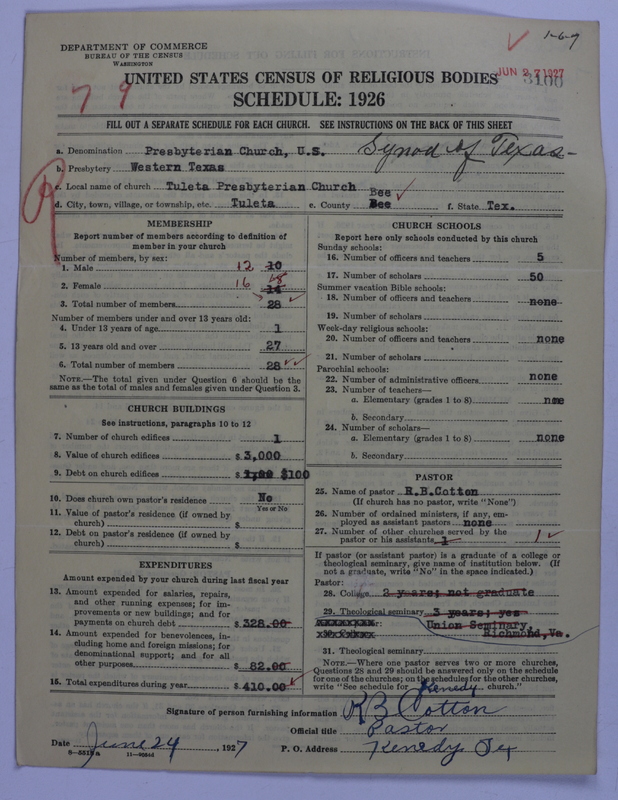 1-6-9
DEPARTMENT OF COMMERCE
BUREAU OF THE CENSUS
WASHINGTON
JUN 27 1927
UNITED STATES CENSUS OF RELIGIOUS BODIES
79
SCHEDULE: 1926
FILL OUT A SEPARATE SCHEDULE FOR EACH CHURCH. SEE INSTRUCTIONS ON THE BACK OF THIS SHEET
a. Denomination Presbyterian Church, U.S. Synod of Texas-
b. Presbytery Western Texas
c. Local name of church Tuleta Presbyterian Church
d. City, town, village, or township, etc. Tuleta e. County Bee Bee f. State Tex.
R
MEMBERSHIP
Report number of members according to definition of
member in your church
Number of members, by sex:
1. Male 12 10
2. Female 16 18 14
3. Total number of members 28
Number of members under and over 13 years old:
4. Under 13 years of age 1
5. 13 years old and over 27
6. Total number of members 28
NOTE.—The total given under Question 6 should be the
same as the total of males and females given under Question 3.
CHURCH BUILDINGS
See instructions, paragraphs 10 to 12
7. Number of church edifices 1
8. Value of church edifices $ 3,000
9. Debt on church edifices $ $100
10. Does church own pastor's residence No
Yes or No
11. Value of pastor's residence (if owned by
church) $
12. Debt on pastor's residence (if owned by
church) $
EXPENDITURES
Amount expended by your church during last fiscal year
13. Amount expended for salaries, repairs,
and other running expenses; for im-
provements or new buildings; and for
payments on church debt $ 328.00
14. Amount expended for benevolences, in-
cluding home and foreign missions; for
denominational support; and for all
other purposes $ 82.00
15. Total expenditures during year $ 410.00
CHURCH SCHOOLS
Report here only schools conducted by this church
Sunday schools:
16. Number of officers and teachers 5
17. Number of scholars 50
Summer vacation Bible schools:
18. Number of officers and teachers none
19. Number of scholars
Week-day religious schools:
20. Number of officers and teachers none
21. Number of scholars
Parochial schools:
22. Number of administrative officers none
23. Number of teachers—
a. Elementary (grades 1 to 8) none
b. Secondary
24. Number of scholars—
a. Elementary (grades 1 to 8) none
b. Secondary
PASTOR
25. Name of pastor R.B.Cotton
(If church has no pastor, write "None")
26. Number of ordained ministers, if any, em-
ployed as assistant pastors none
27. Number of other churches served by the
pastor or his assistants 1 1
If pastor (or assistant pastor) is a graduate of a college or
theological seminary, give name of institution below. (If
not a graduate, write "No" in the space indicated.)
Pastor:
28. College 2 years; not graduate
29. Theological seminary 3 years; yes
Union Seminary,
Richmond,Va.
31. Theological seminary
NOTE.—Where one pastor serves two or more churches,
Questions 28 and 29 should be answered only on the schedule
for one of the churches; on the schedules for the other churches,
write "See schedule for Kenedy church."
Signature of person furnishing information RB Cotton
Official title Pastor
Date June 24, 1927 P. O. Address Kenedy Tex